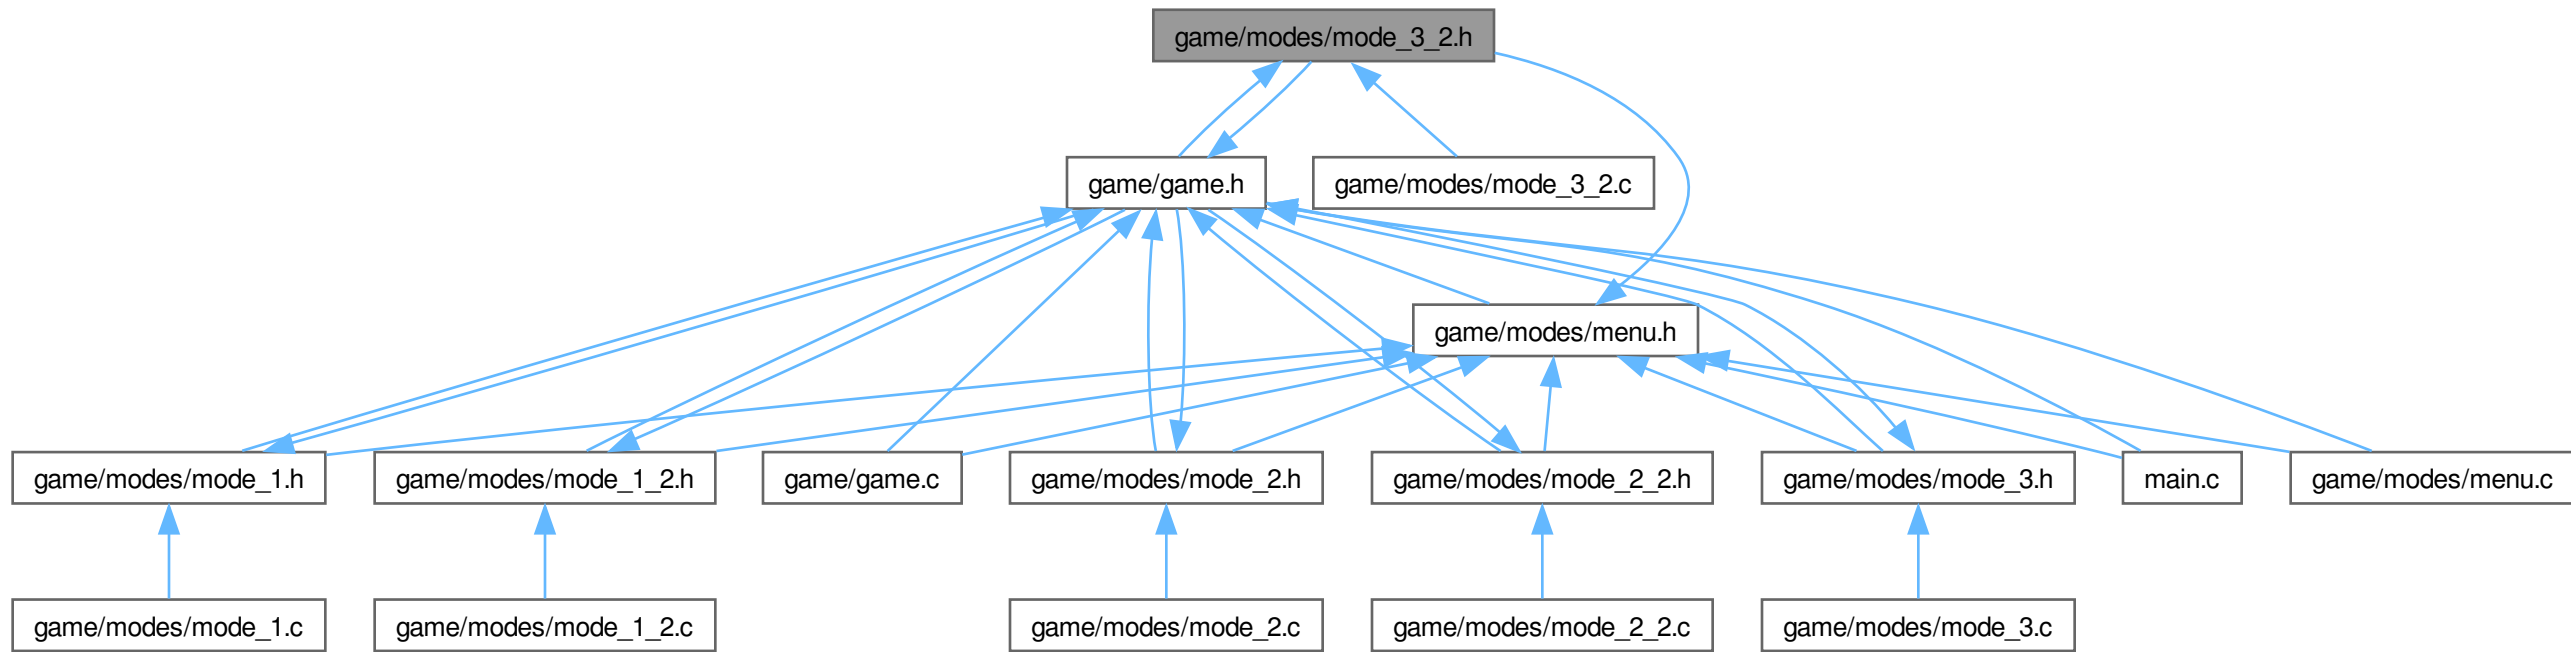 game/modes/mode_3_2.h
game/game.h
game/modes/mode_3_2.c
game/modes/menu.h
game/modes/mode_1.h
game/modes/mode_1_2.h
game/game.c
game/modes/mode_2.h
game/modes/mode_2_2.h
game/modes/mode_3.h
main.c
game/modes/menu.c
game/modes/mode_1.c
game/modes/mode_1_2.c
game/modes/mode_2.c
game/modes/mode_2_2.c
game/modes/mode_3.c